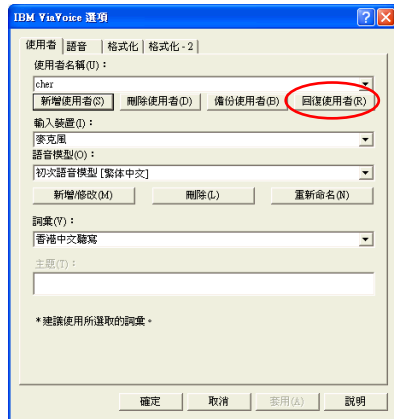 IBM ViaVoice 選項
使用者 語音 格式化 格式化 - 2
使用者名稱(U)：
cher
新增使用者(S) 刪除使用者(D) 備份使用者(B) 回復使用者(R)
輸入裝置(I)：
麥克風
語音模型(O)：
初次語音模型 [繁体中文]
新增/修改(M) 刪除(L) 重新命名(N)
詞彙(V)：
香港中文聽寫
主題(T)：
*建議使用所選取的詞彙。
確定 取消 套用(A) 說明